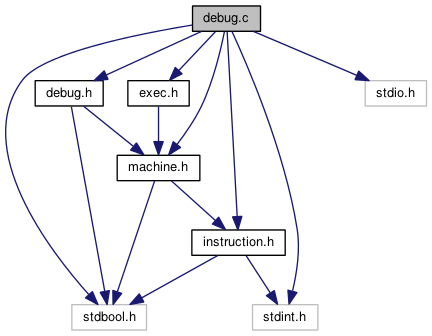 debug.c
debug.h
exec.h
stdio.h
machine.h
instruction.h
stdbool.h
stdint.h